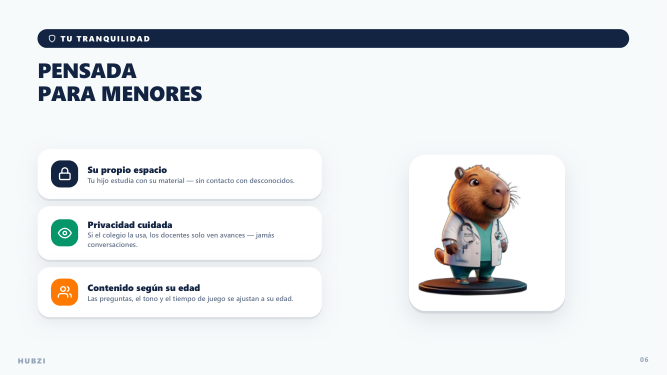 TU TRANQUILIDAD
PENSADA
PARA MENORES
Su propio espacio
Tu hijo estudia con su material — sin contacto con desconocidos.
Privacidad cuidada
Si el colegio la usa, los docentes solo ven avances — jamás
conversaciones.
Contenido según su edad
Las preguntas, el tono y el tiempo de juego se ajustan a su edad.
HUBZI
06